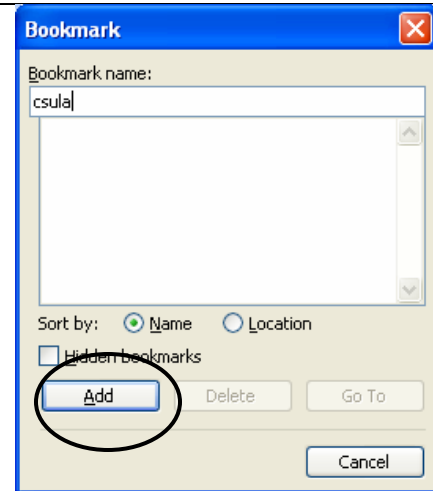 Bookmark
Bookmark name:
csula
Sort by: Name Location
Hidden bookmarks
Add Delete Go To
Cancel